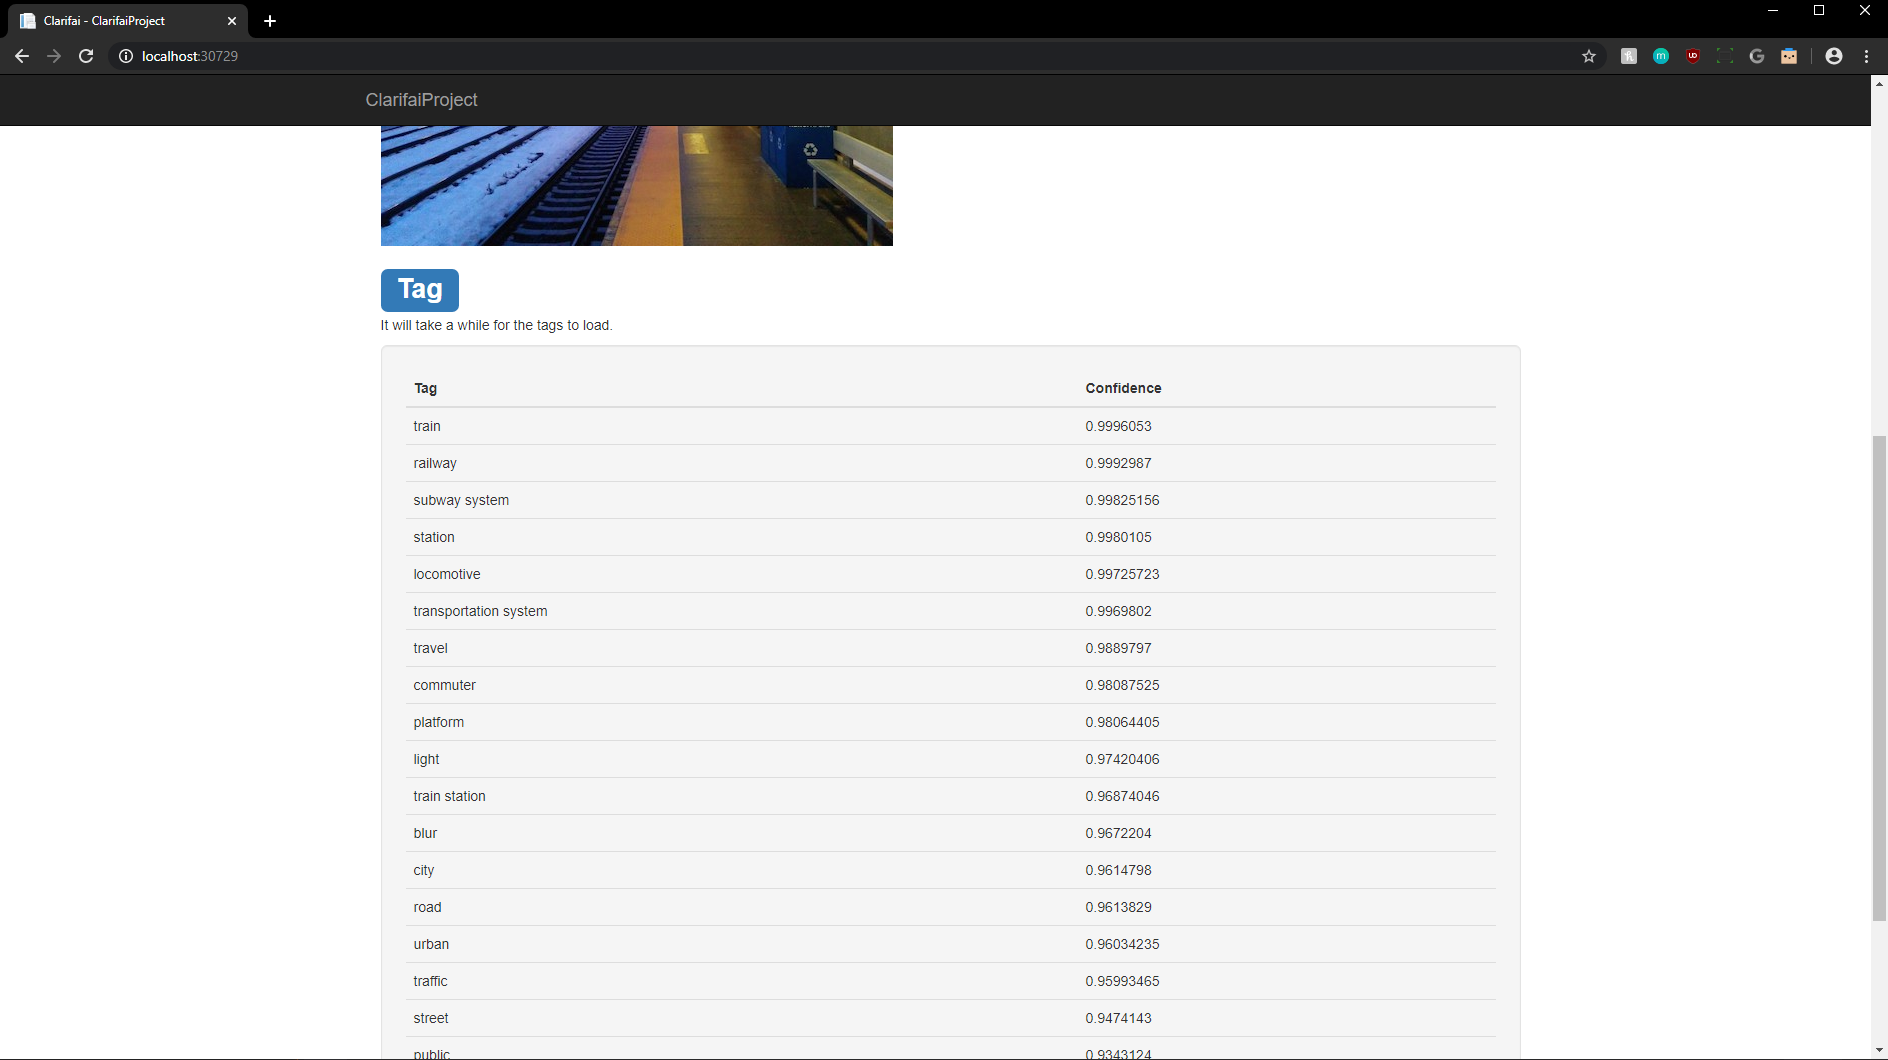 Clarifai - ClarifaiProject
localhost:30729
ClarifaiProject
Tag
It will take a while for the tags to load.
Tag Confidence
train 0.9996053
railway 0.9992987
subway system 0.99825156
station 0.9980105
locomotive 0.99725723
transportation system 0.9969802
travel 0.9889797
commuter 0.98087525
platform 0.98064405
light 0.97420406
train station 0.96874046
blur 0.9672204
city 0.9614798
road 0.9613829
urban 0.96034235
traffic 0.95993465
street 0.9474143
public 0.9343124